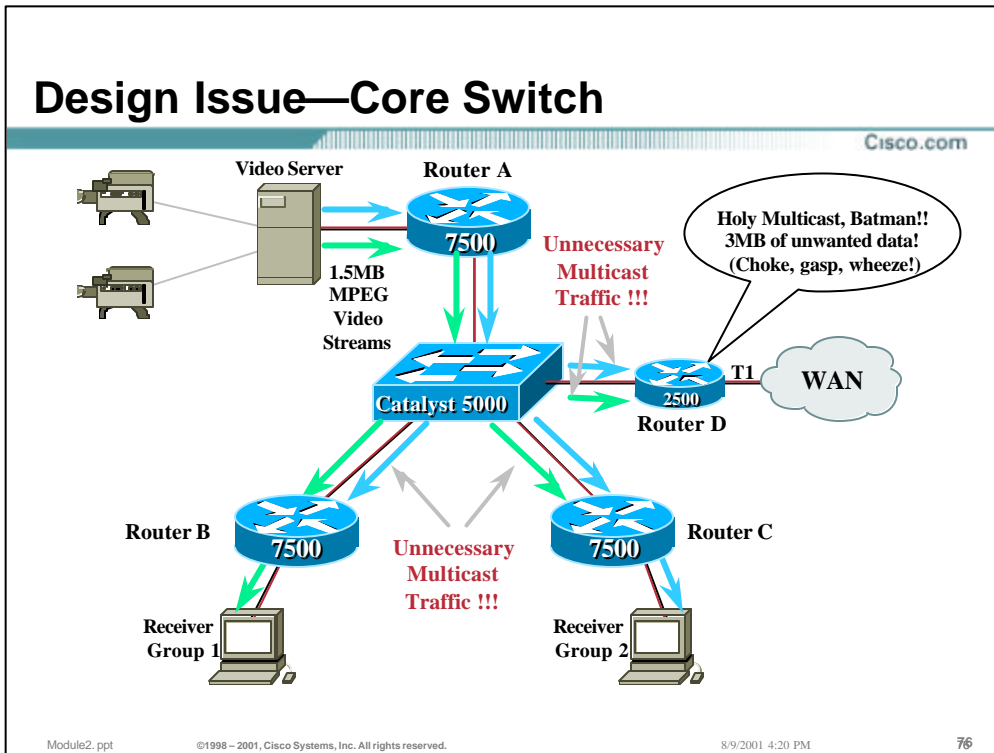 Design Issue—Core Switch
Cisco.com
Video Server
Router A
7500
1.5MB
MPEG
Video
Streams
Unnecessary
Multicast
Traffic !!!
Holy Multicast, Batman!!
3MB of unwanted data!
(Choke, gasp, wheeze!)
Catalyst 5000
2500
Router D
T1
WAN
Router B
7500
Unnecessary
Multicast
Traffic !!!
7500
Router C
Receiver
Group 1
Receiver
Group 2
Module2.ppt
©1998 – 2001, Cisco Systems, Inc. All rights reserved.
8/9/2001 4:20 PM
76